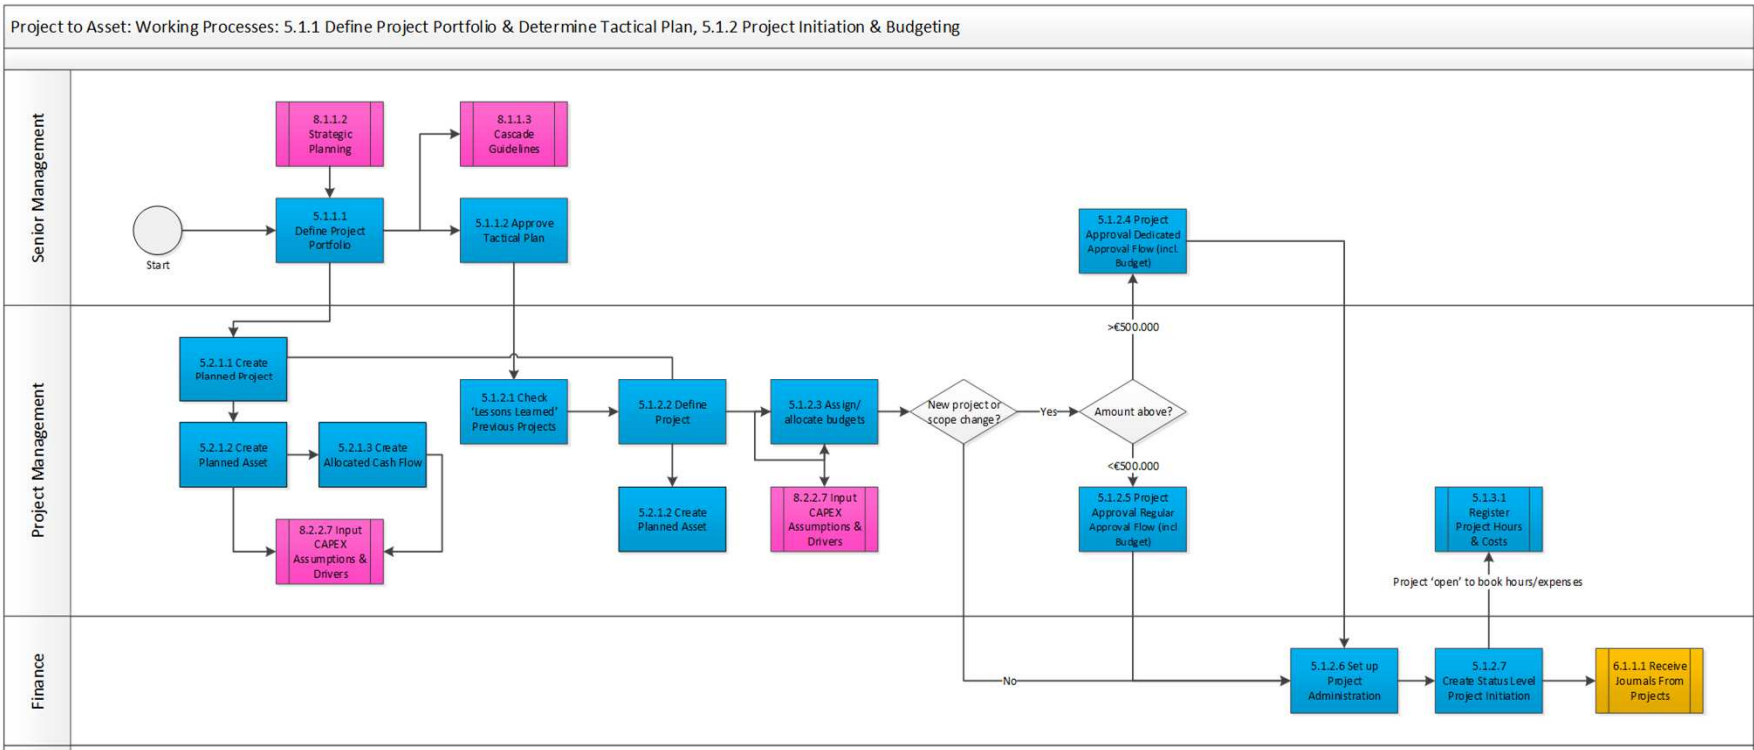 Project to Asset: Working Processes: 5.1.1 Define Project Portfolio & Determine Tactical Plan, 5.1.2 Project Initiation & Budgeting
Senior Management
8.1.1.2
Strategic
Planning
8.1.1.3
Cascade
Guidelines
Start
5.1.1.1
Define Project
Portfolio
5.1.1.2 Approve
Tactical Plan
5.1.2.4 Project
Approval Dedicated
Approval Flow (incl.
Budget)
>€500.000
Project Management
5.2.1.1 Create
Planned Project
5.2.1.2 Create
Planned Asset
5.2.1.3 Create
Allocated Cash Flow
8.2.2.7 Input
CAPEX
Assumptions &
Drivers
5.1.2.1 Check
‘Lessons Learned’
Previous Projects
5.1.2.2 Define
Project
5.2.1.2 Create
Planned Asset
5.1.2.3 Assign/
allocate budgets
8.2.2.7 Input
CAPEX
Assumptions &
Drivers
New project or
scope change?
Yes
Amount above?
<€500.000
5.1.2.5 Project
Approval Regular
Approval Flow (incl
Budget)
5.1.3.1
Register
Project Hours
& Costs
Project ‘open’ to book hours/expenses
Finance
No
5.1.2.6 Set up
Project
Administration
5.1.2.7
Create Status Level
Project Initiation
6.1.1.1 Receive
Journals From
Projects